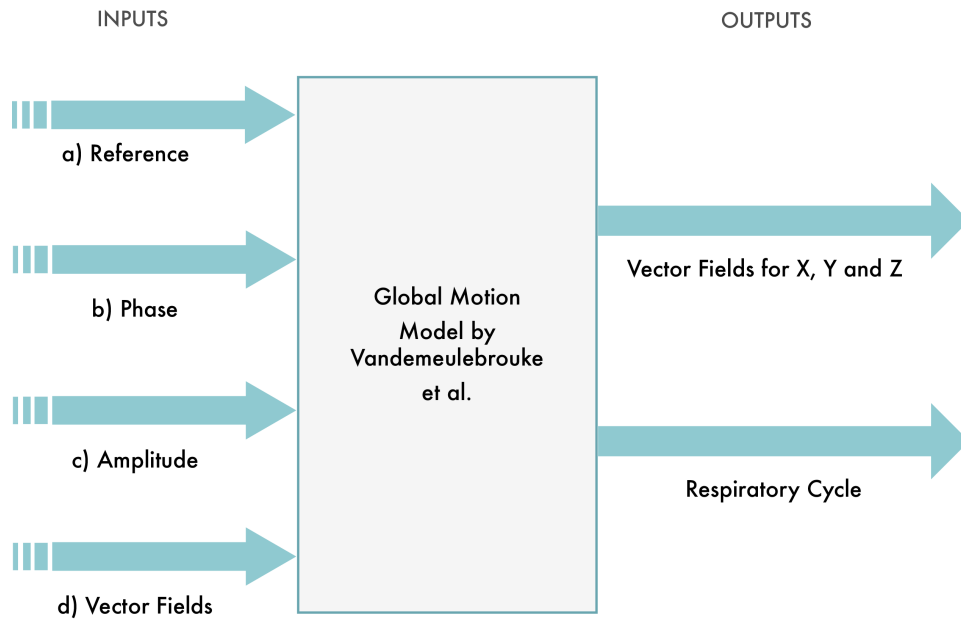 INPUTS
OUTPUTS
a) Reference
b) Phase
c) Amplitude
d) Vector Fields
Global Motion
Model by
Vandemeulebrouke
et al.
Vector Fields for X, Y and Z
Respiratory Cycle